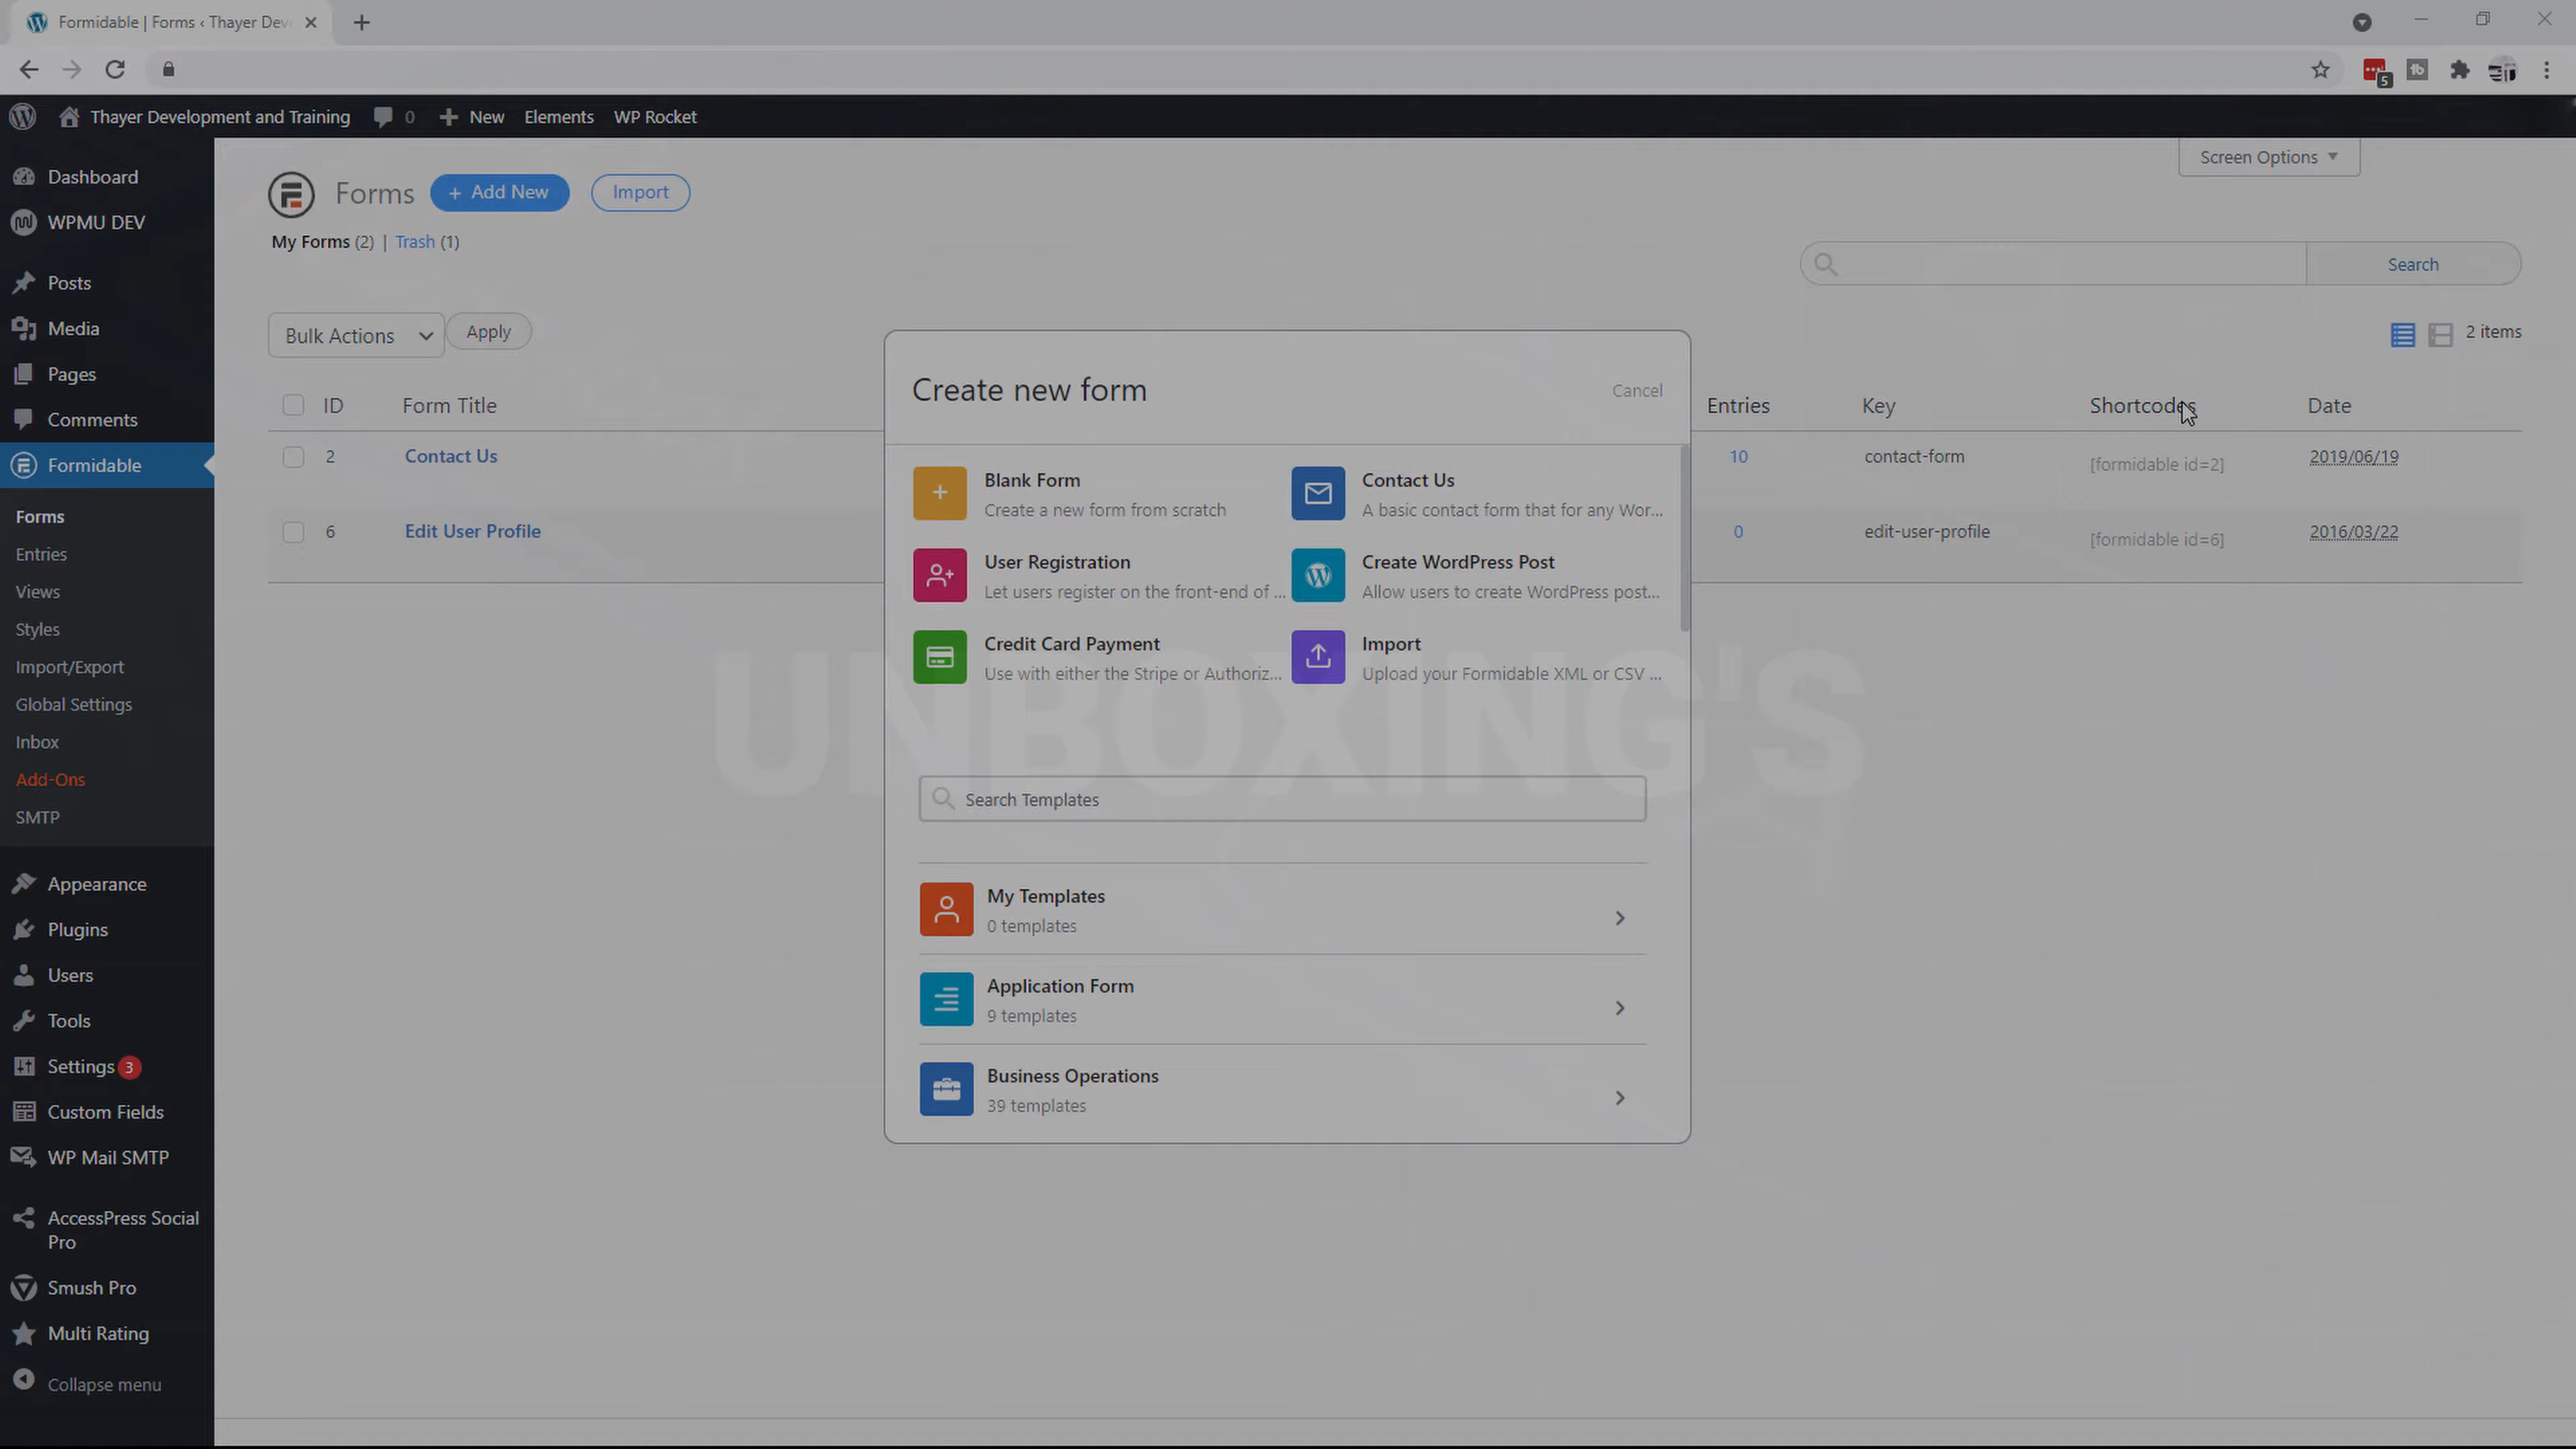 Formidable | Forms ‹ Thayer Dev
5
Thayer Development and Training 0 New Elements WP Rocket
Screen Options
Dashboard
WPMU DEV
Posts
Media
Pages
Comments
Formidable
Forms
Entries
Views
Styles
Import/Export
Global Settings
Inbox
Add-Ons
SMTP
Appearance
Plugins
Users
Tools
Settings 3
Custom Fields
WP Mail SMTP
AccessPress Social
Pro
Smush Pro
Multi Rating
Collapse menu
Forms + Add New Import
My Forms (2) | Trash (1)
Search
Bulk Actions Apply
2 items
ID Form Title Entries Key Shortcodes Date
2 Contact Us 10 contact-form [formidable id=2] 2019/06/19
6 Edit User Profile 0 edit-user-profile [formidable id=6] 2016/03/22
Create new form Cancel
Blank Form
Create a new form from scratch
Contact Us
A basic contact form that for any Wor...
User Registration
Let users register on the front-end of ...
Create WordPress Post
Allow users to create WordPress post...
Credit Card Payment
Use with either the Stripe or Authoriz...
Import
Upload your Formidable XML or CSV ...
UNBOXING'S
Search Templates
My Templates
0 templates
Application Form
9 templates
Business Operations
39 templates